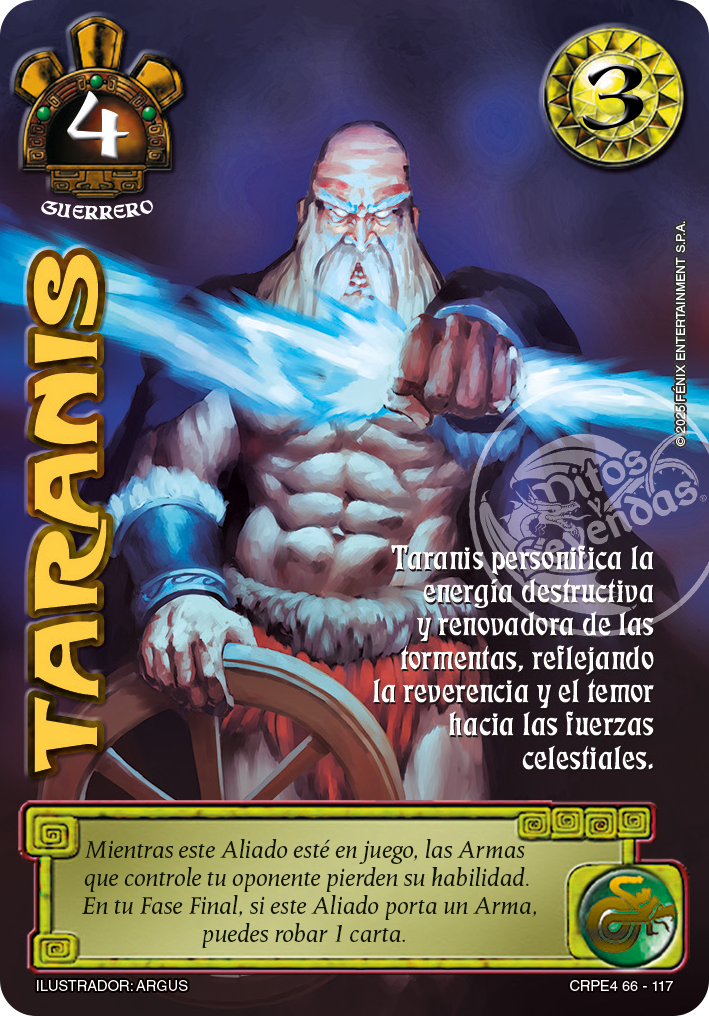 4
3
GUERRERO
TARANIS
© 2025 FÉNIX ENTERTAINMENT S.P.A.
Mitos
y
Leyendas
Taranis personifica la
energía destructiva
y renovadora de las
tormentas, reflejando
la reverencia y el temor
hacia las fuerzas
celestiales.
Mientras este Aliado esté en juego, las Armas
que controle tu oponente pierden su habilidad.
En tu Fase Final, si este Aliado porta un Arma,
puedes robar 1 carta.
ILUSTRADOR: ARGUS
CRPE4 66 - 117